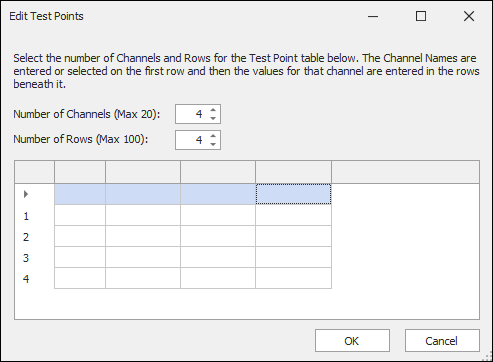 Edit Test Points
Select the number of Channels and Rows for the Test Point table below. The Channel Names are
entered or selected on the first row and then the values for that channel are entered in the rows
beneath it.
Number of Channels (Max 20): 4
Number of Rows (Max 100): 4
1
2
3
4
OK Cancel